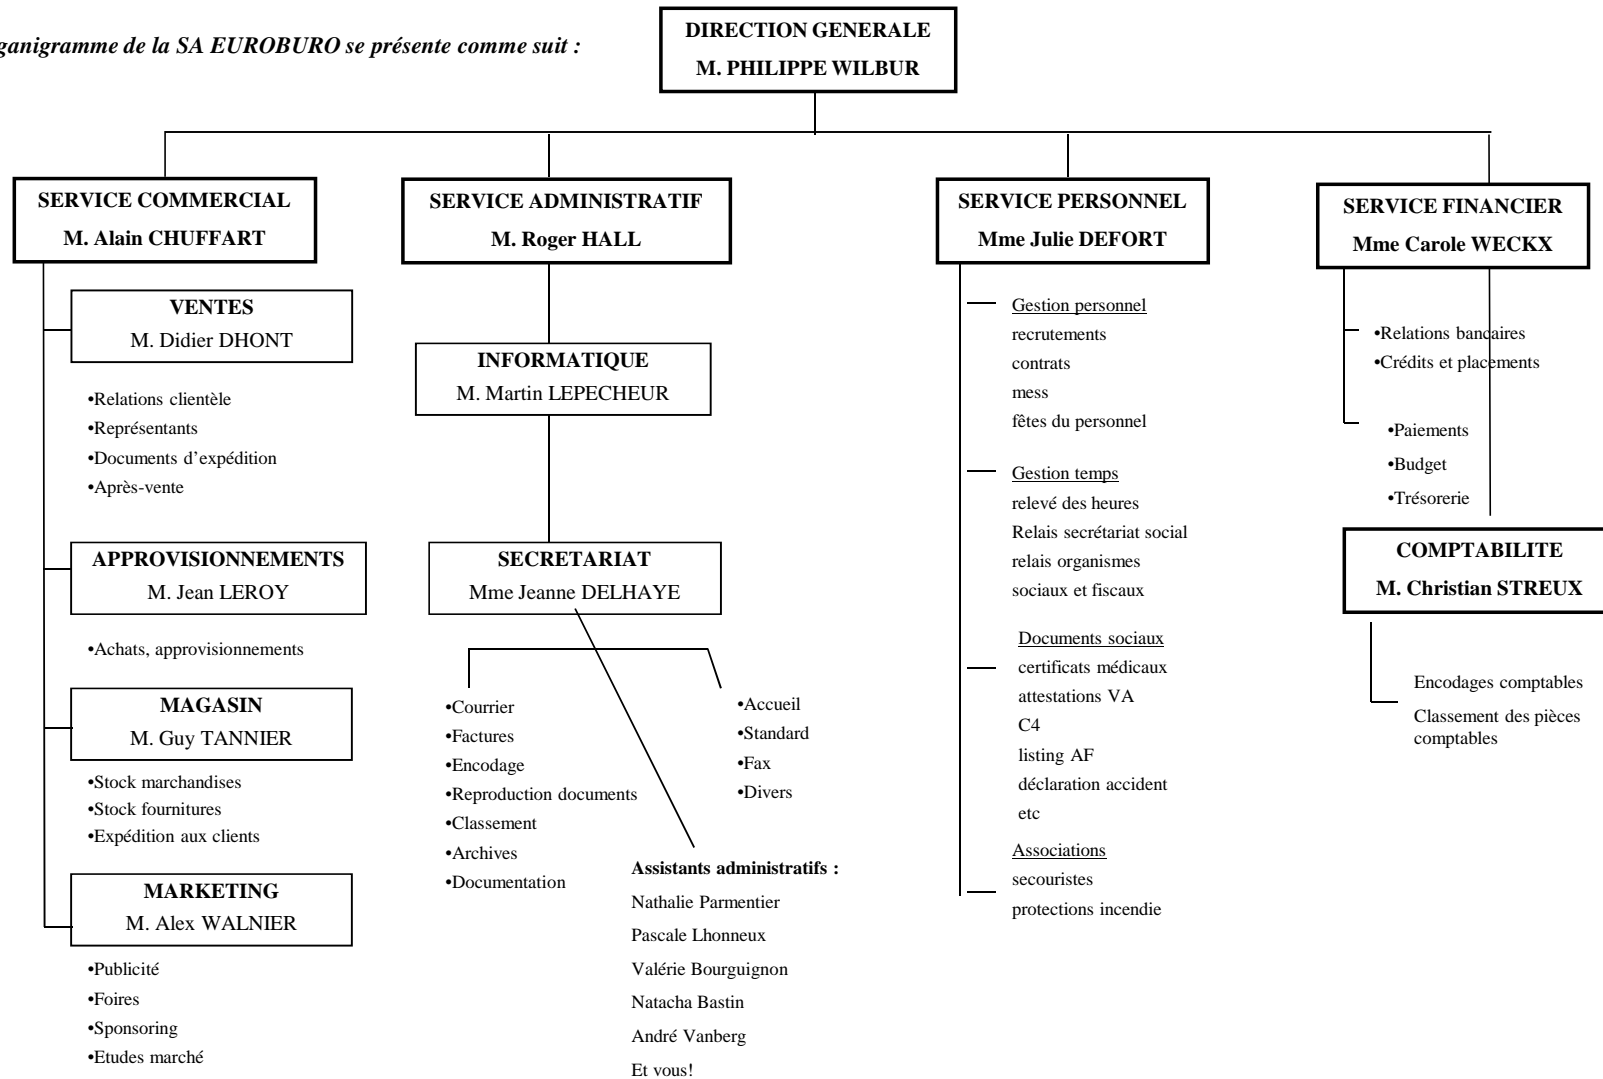 ganigramme de la SA EUROBURO se présente comme suit :
DIRECTION GENERALE
M. PHILIPPE WILBUR
SERVICE COMMERCIAL
M. Alain CHUFFART
VENTES
M. Didier DHONT
•Relations clientèle
•Représentants
•Documents d’expédition
•Après-vente
APPROVISIONNEMENTS
M. Jean LEROY
•Achats, approvisionnements
MAGASIN
M. Guy TANNIER
•Stock marchandises
•Stock fournitures
•Expédition aux clients
MARKETING
M. Alex WALNIER
•Publicité
•Foires
•Sponsoring
•Etudes marché
SERVICE ADMINISTRATIF
M. Roger HALL
INFORMATIQUE
M. Martin LEPECHEUR
SECRETARIAT
Mme Jeanne DELHAYE
•Courrier
•Factures
•Encodage
•Reproduction documents
•Classement
•Archives
•Documentation
•Accueil
•Standard
•Fax
•Divers
Assistants administratifs :
Nathalie Parmentier
Pascale Lhonneux
Valérie Bourguignon
Natacha Bastin
André Vanberg
Et vous!
SERVICE PERSONNEL
Mme Julie DEFORT
Gestion personnel
recrutements
contrats
mess
fêtes du personnel
Gestion temps
relevé des heures
Relais secrétariat social
relais organismes
sociaux et fiscaux
Documents sociaux
certificats médicaux
attestations VA
C4
listing AF
déclaration accident
etc
Associations
secouristes
protections incendie
SERVICE FINANCIER
Mme Carole WECKX
•Relations bancaires
•Crédits et placements
•Paiements
•Budget
•Trésorerie
COMPTABILITE
M. Christian STREUX
Encodages comptables
Classement des pièces
comptables